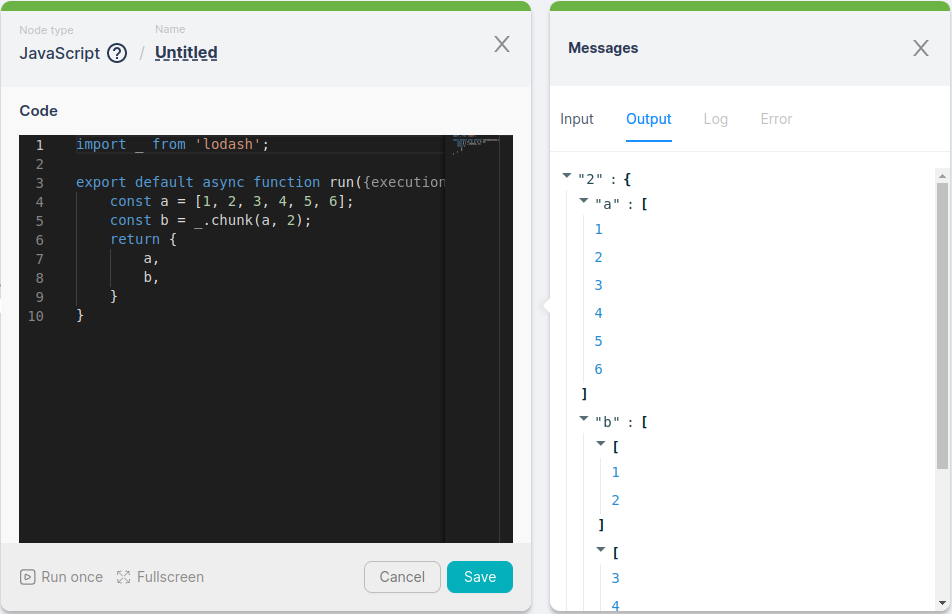 Node type
Name
JavaScript ? / Untitled
X
Code
1 import _ from 'lodash';
2
3 export default async function run({execution
4 const a = [1, 2, 3, 4, 5, 6];
5 const b = _.chunk(a, 2);
6 return {
7 a,
8 b,
9 }
10 }
Run once
Fullscreen
Cancel
Save
Messages
X
Input Output Log Error
"2" : {
"a" : [
1
2
3
4
5
6
]
"b" : [
[
1
2
]
[
3
4